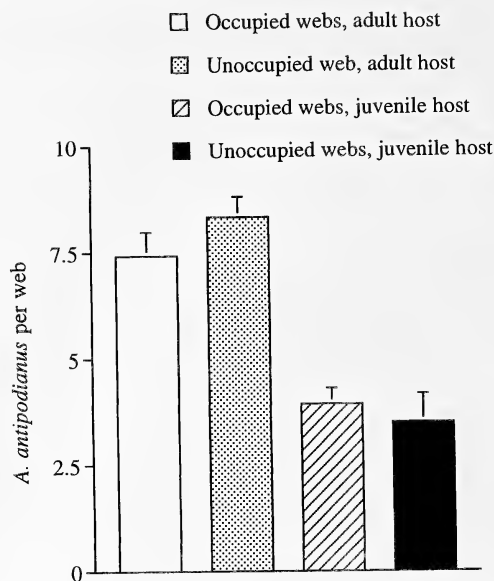 Occupied webs, adult host
Unoccupied web, adult host
Occupied webs, juvenile host
Unoccupied webs, juvenile host
10
7.5
5
2.5
0
A. antipodianus per web